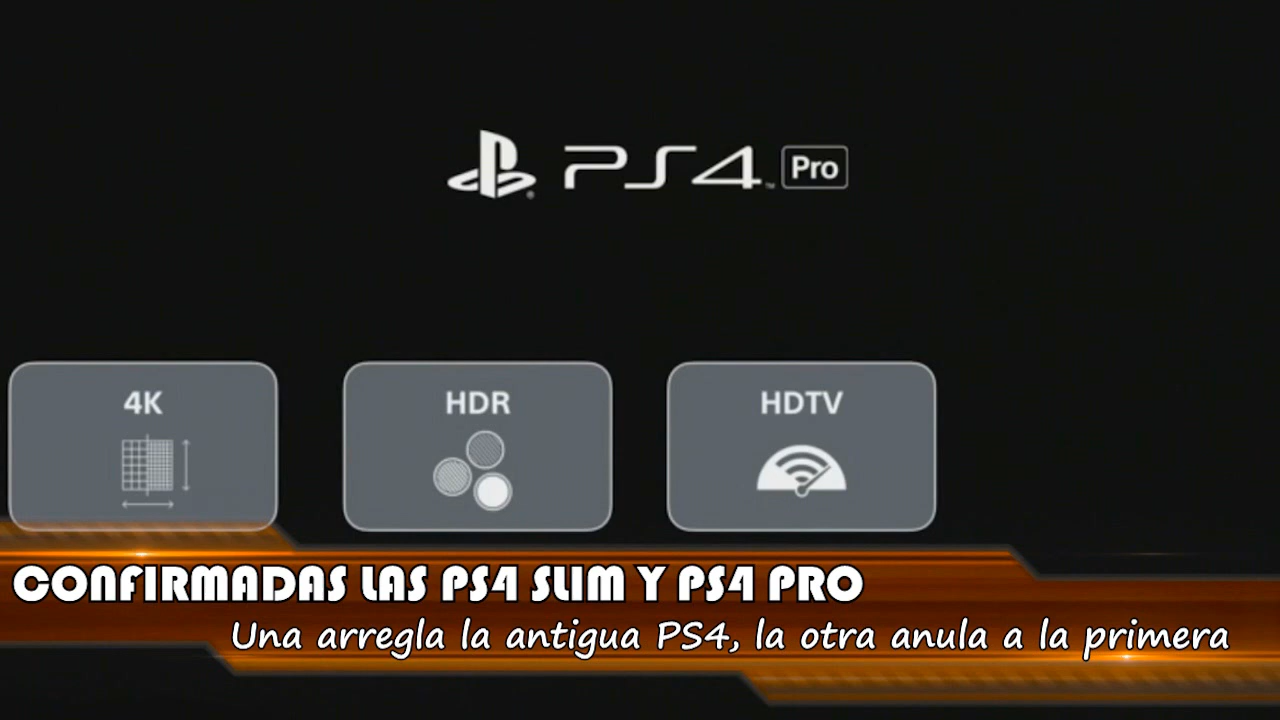 PS4™ Pro
4K
HDR
HDTV
CONFIRMADAS LAS PS4 SLIM Y PS4 PRO
Una arregla la antigua PS4, la otra anula a la primera